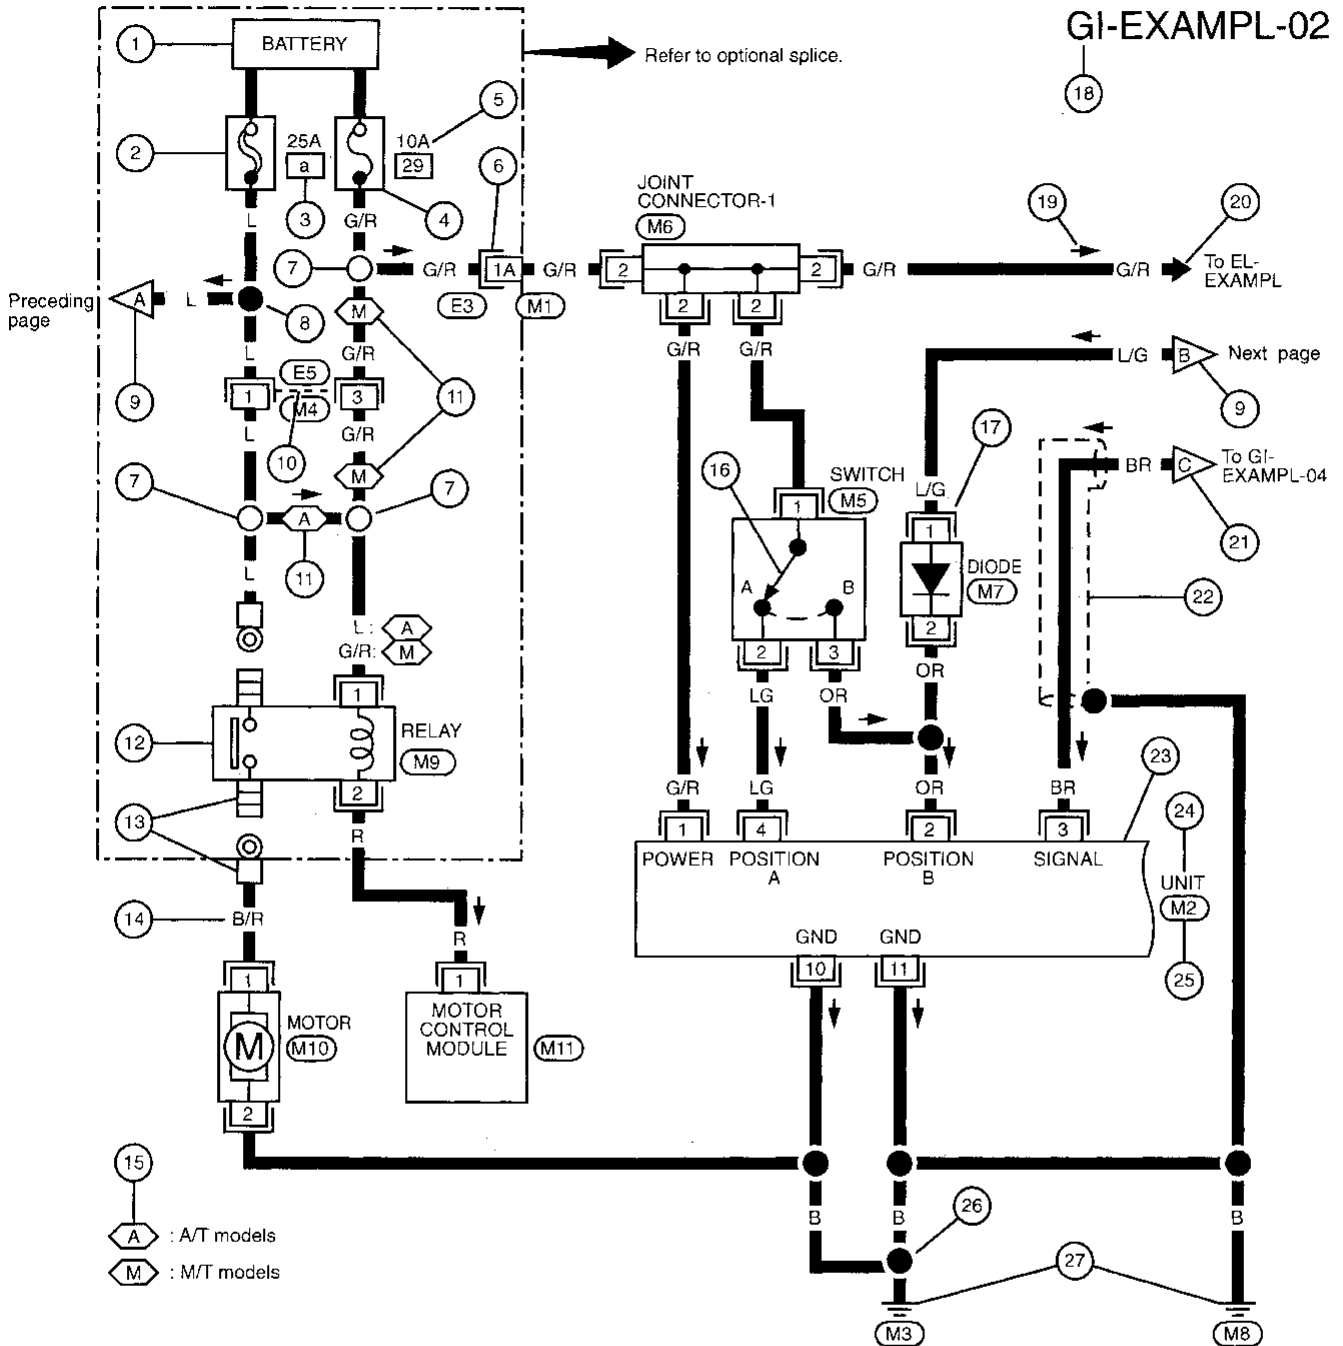 GI-EXAMPL-02
18
1
BATTERY
Refer to optional splice.
2
25A
a
3
10A
29
5
4
6
L
G/R
7
G/R
1A
G/R
E3
M1
JOINT
CONNECTOR-1
M6
2
2
2
2
G/R
19
20
G/R
To EL-
EXAMPL
Preceding
page
A
L
8
9
M
L
G/R
E5
1
3
M4
11
10
L
G/R
M
7
7
A
11
L
L :
A
G/R:
M
G/R
G/R
L/G
B
Next page
9
17
16
SWITCH
M5
1
A
B
2
3
L/G
1
DIODE
M7
2
BR
C
To GI-
EXAMPL-04
21
22
LG
OR
OR
1
12
RELAY
M9
2
13
R
14
B/R
R
G/R
LG
OR
BR
23
1
4
2
3
POWER
POSITION
A
POSITION
B
SIGNAL
24
UNIT
M2
25
GND
GND
10
11
1
M
MOTOR
M10
2
1
MOTOR
CONTROL
MODULE
M11
15
A
: A/T models
M
: M/T models
B
B
B
26
27
M3
M8